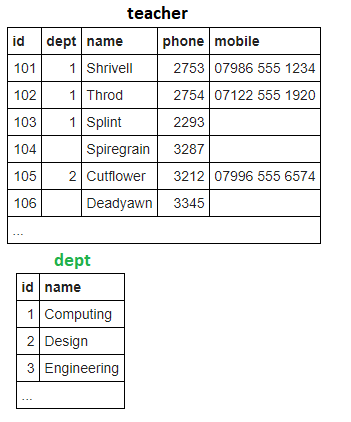 teacher
id dept name phone mobile
101 1 Shrivell 2753 07986 555 1234
102 1 Throd 2754 07122 555 1920
103 1 Splint 2293
104 Spiregrain 3287
105 2 Cutflower 3212 07996 555 6574
106 Deadyawn 3345
...
dept
id name
1 Computing
2 Design
3 Engineering
...